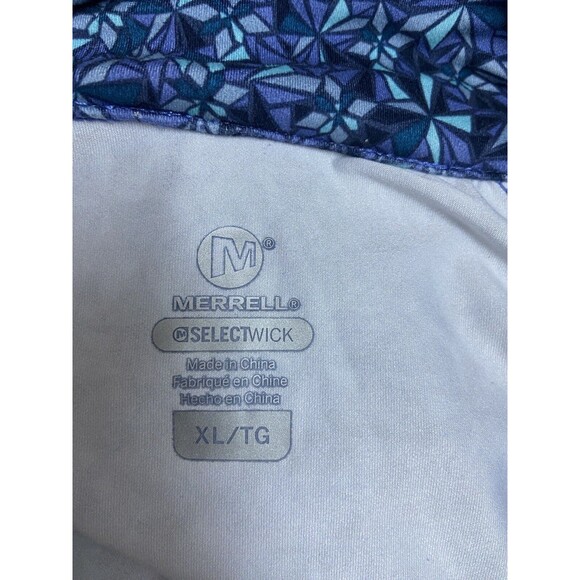 M®
MERRELL®
M SELECTWICK
Made in China
Fabriqué en Chine
Hecho en China
XL/TG